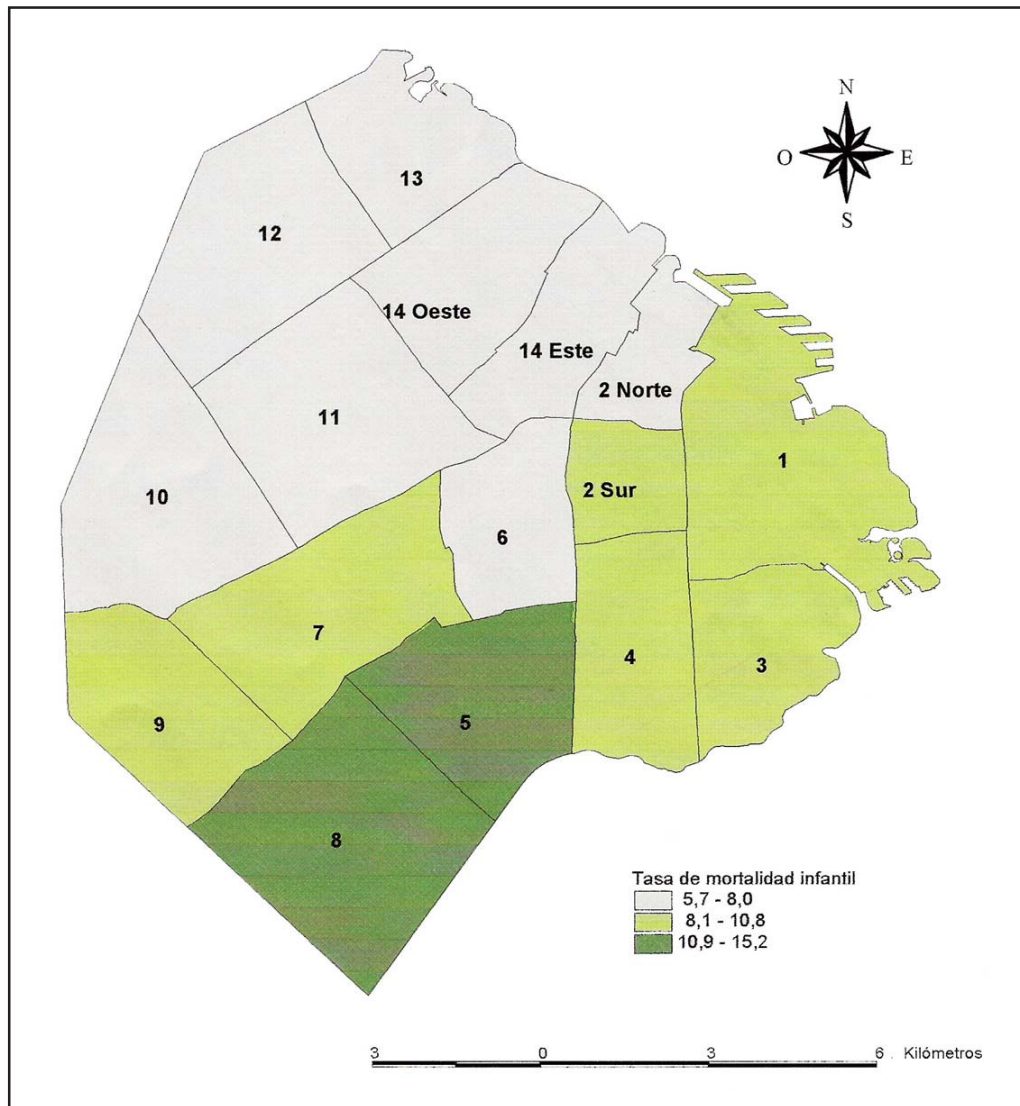 N
O E
S
13
12
14 Oeste
14 Este
2 Norte
11
1
10
2 Sur
6
7
4
3
9
5
8
Tasa de mortalidad infantil
5,7 - 8,0
8,1 - 10,8
10,9 - 15,2
3 0 3 6 Kilómetros